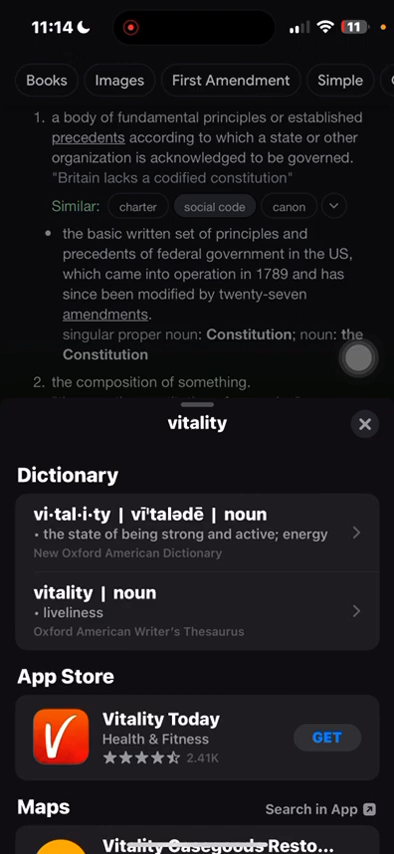 11:14
11
Books
Images
First Amendment
Simple
1. a body of fundamental principles or established
precedents according to which a state or other
organization is acknowledged to be governed.
"Britain lacks a codified constitution"
Similar:
charter
social code
canon
• the basic written set of principles and
precedents of federal government in the US,
which came into operation in 1789 and has
since been modified by twenty-seven
amendments.
singular proper noun: Constitution; noun: the
Constitution
2. the composition of something.
vitality
Dictionary
vi·tal·i·ty | vī'talədē | noun
• the state of being strong and active; energy
New Oxford American Dictionary
vitality | noun
• liveliness
Oxford American Writer's Thesaurus
App Store
Vitality Today
Health & Fitness
2.41K
GET
Maps
Search in App
Vitality Casegoods Resto...